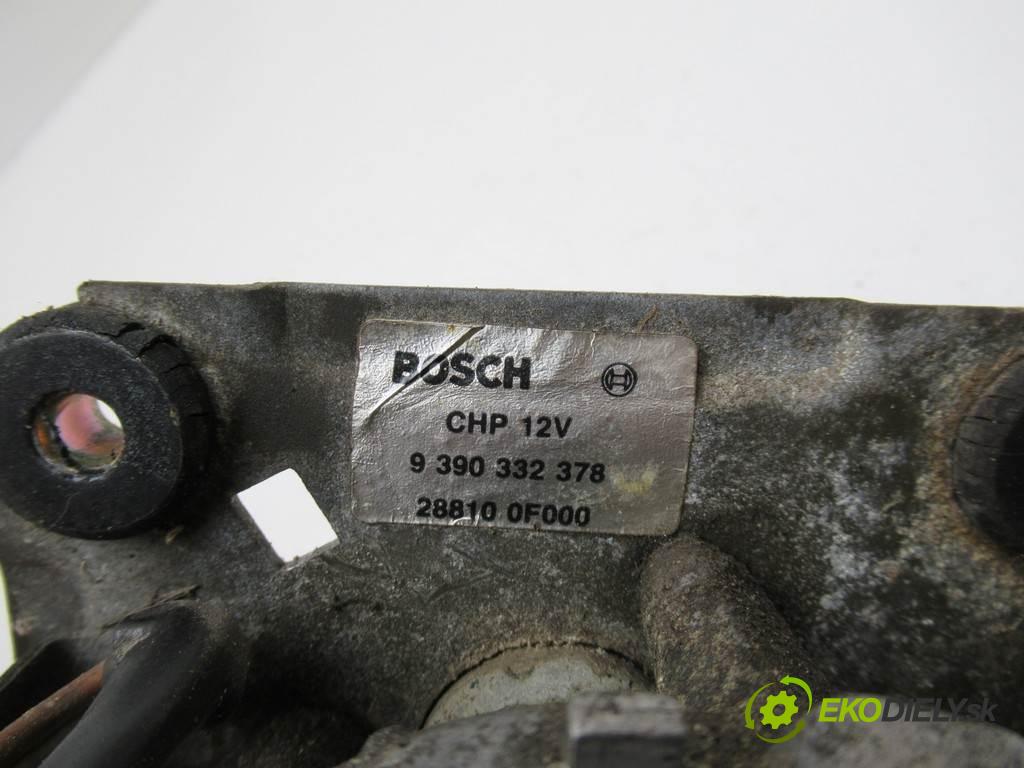 BOSCH
CHP 12V
9 390 332 378
28810 0F000
EKODIELY.sk